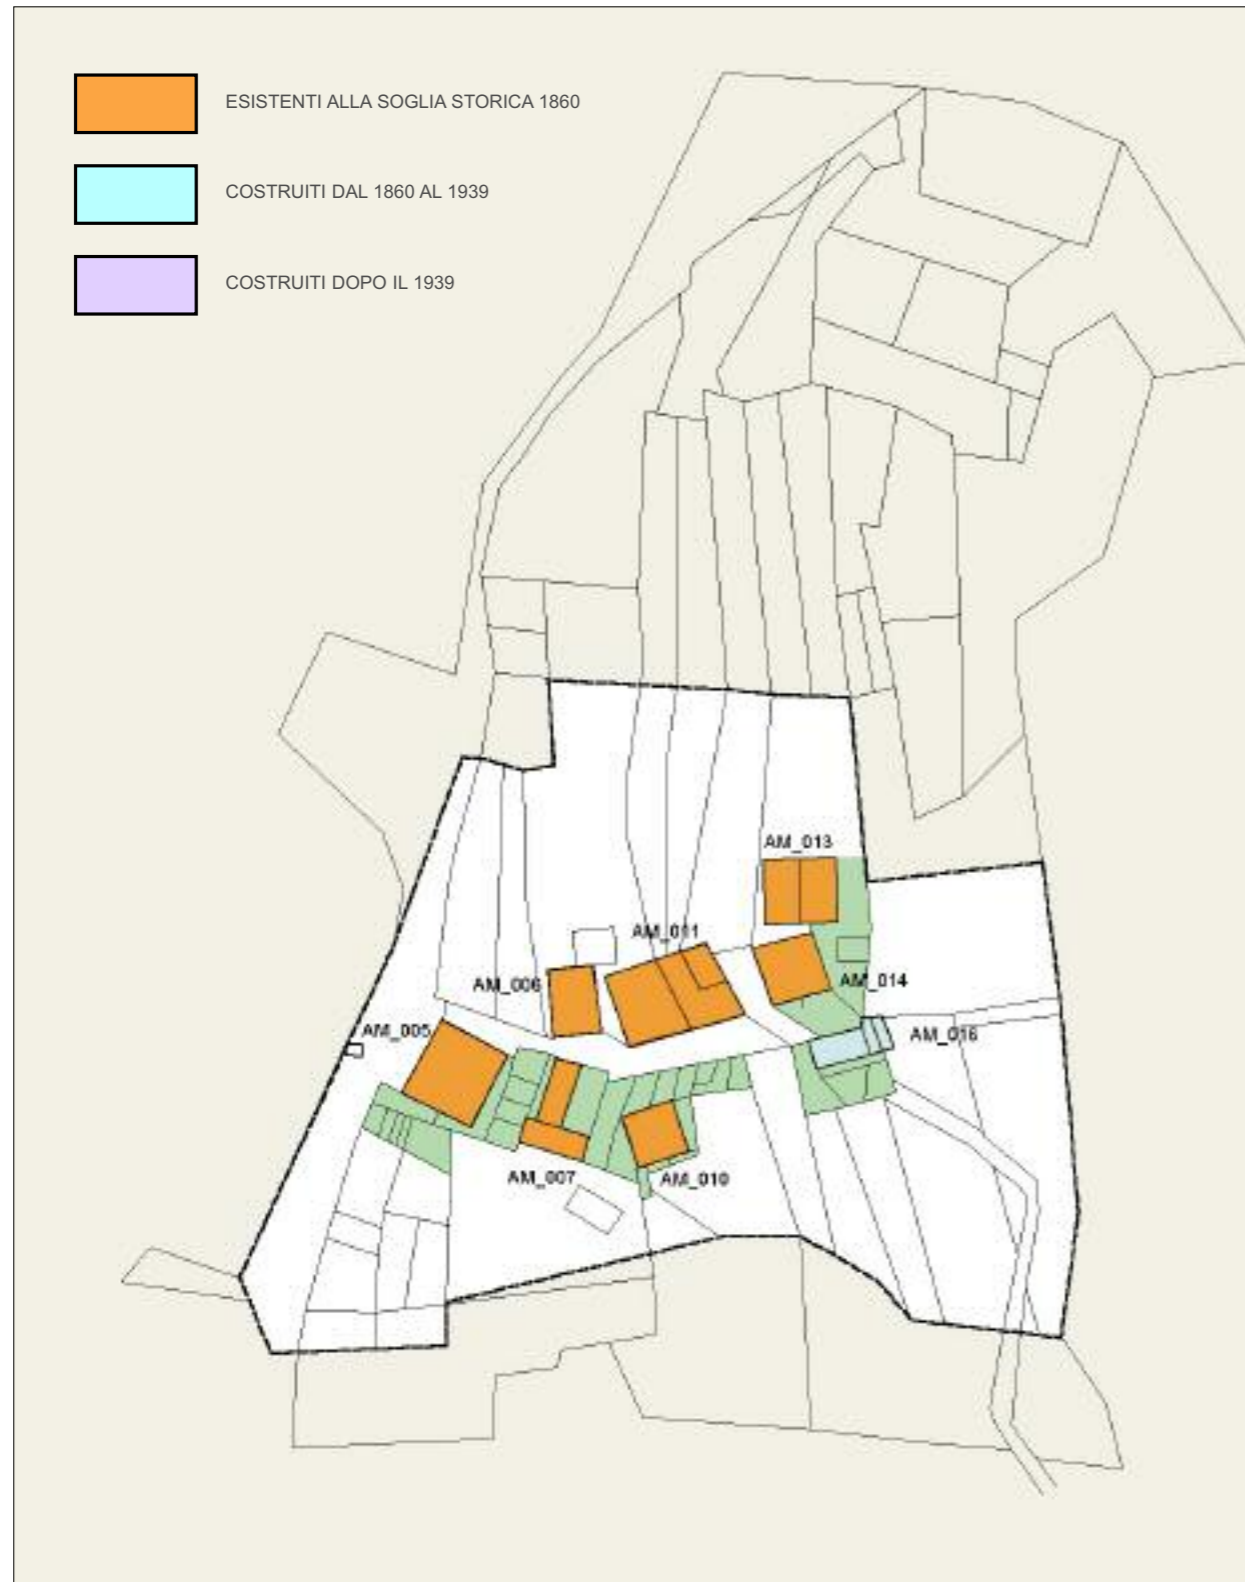 ESISTENTI ALLA SOGLIA STORICA 1860
COSTRUITI DAL 1860 AL 1939
COSTRUITI DOPO IL 1939
AM_013
AM_011
AM_006
AM_014
AM_005
AM_016
AM_007
AM_010